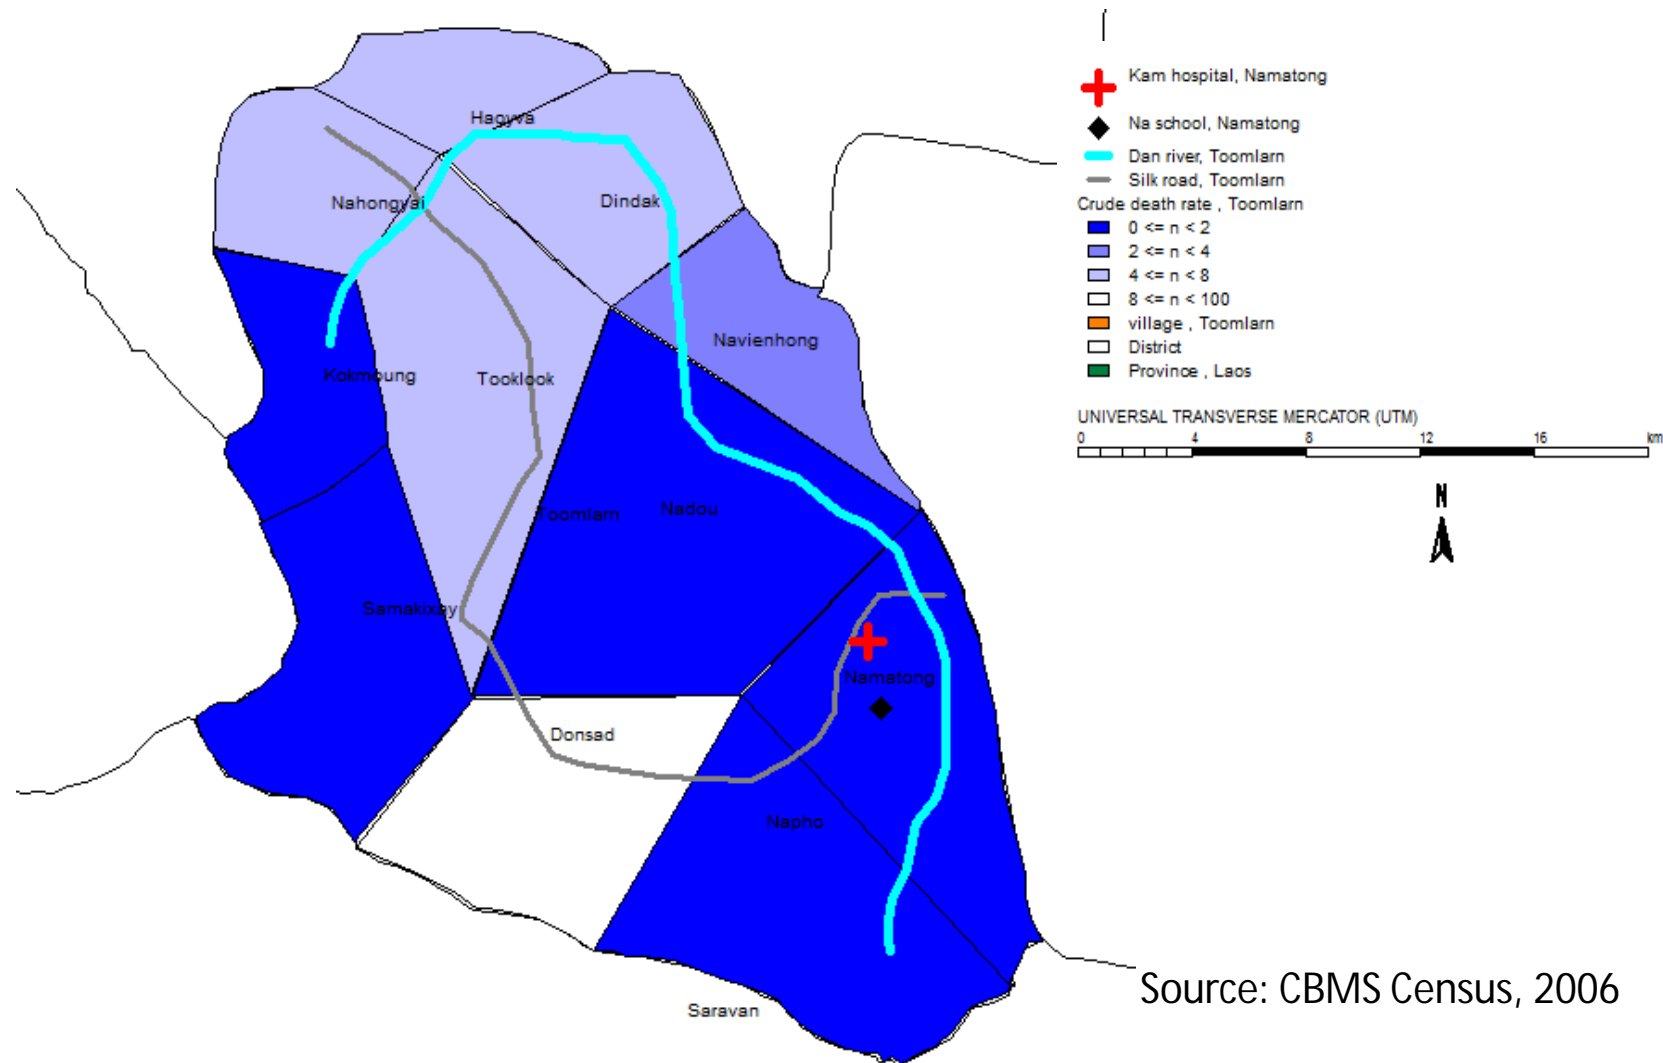 Hagyva
Nahongyai
Dindak
Navienhong
Kokmoung
Tooklook
Toomlarn
Nadou
Samakixay
Namatong
Donsad
Napho
Saravan
Kam hospital, Namatong
Na school, Namatong
Dan river, Toomlarn
Silk road, Toomlarn
Crude death rate , Toomlarn
0 <= n < 2
2 <= n < 4
4 <= n < 8
8 <= n < 100
village , Toomlarn
District
Province , Laos
UNIVERSAL TRANSVERSE MERCATOR (UTM)
0 4 8 12 16 km
N
Source: CBMS Census, 2006